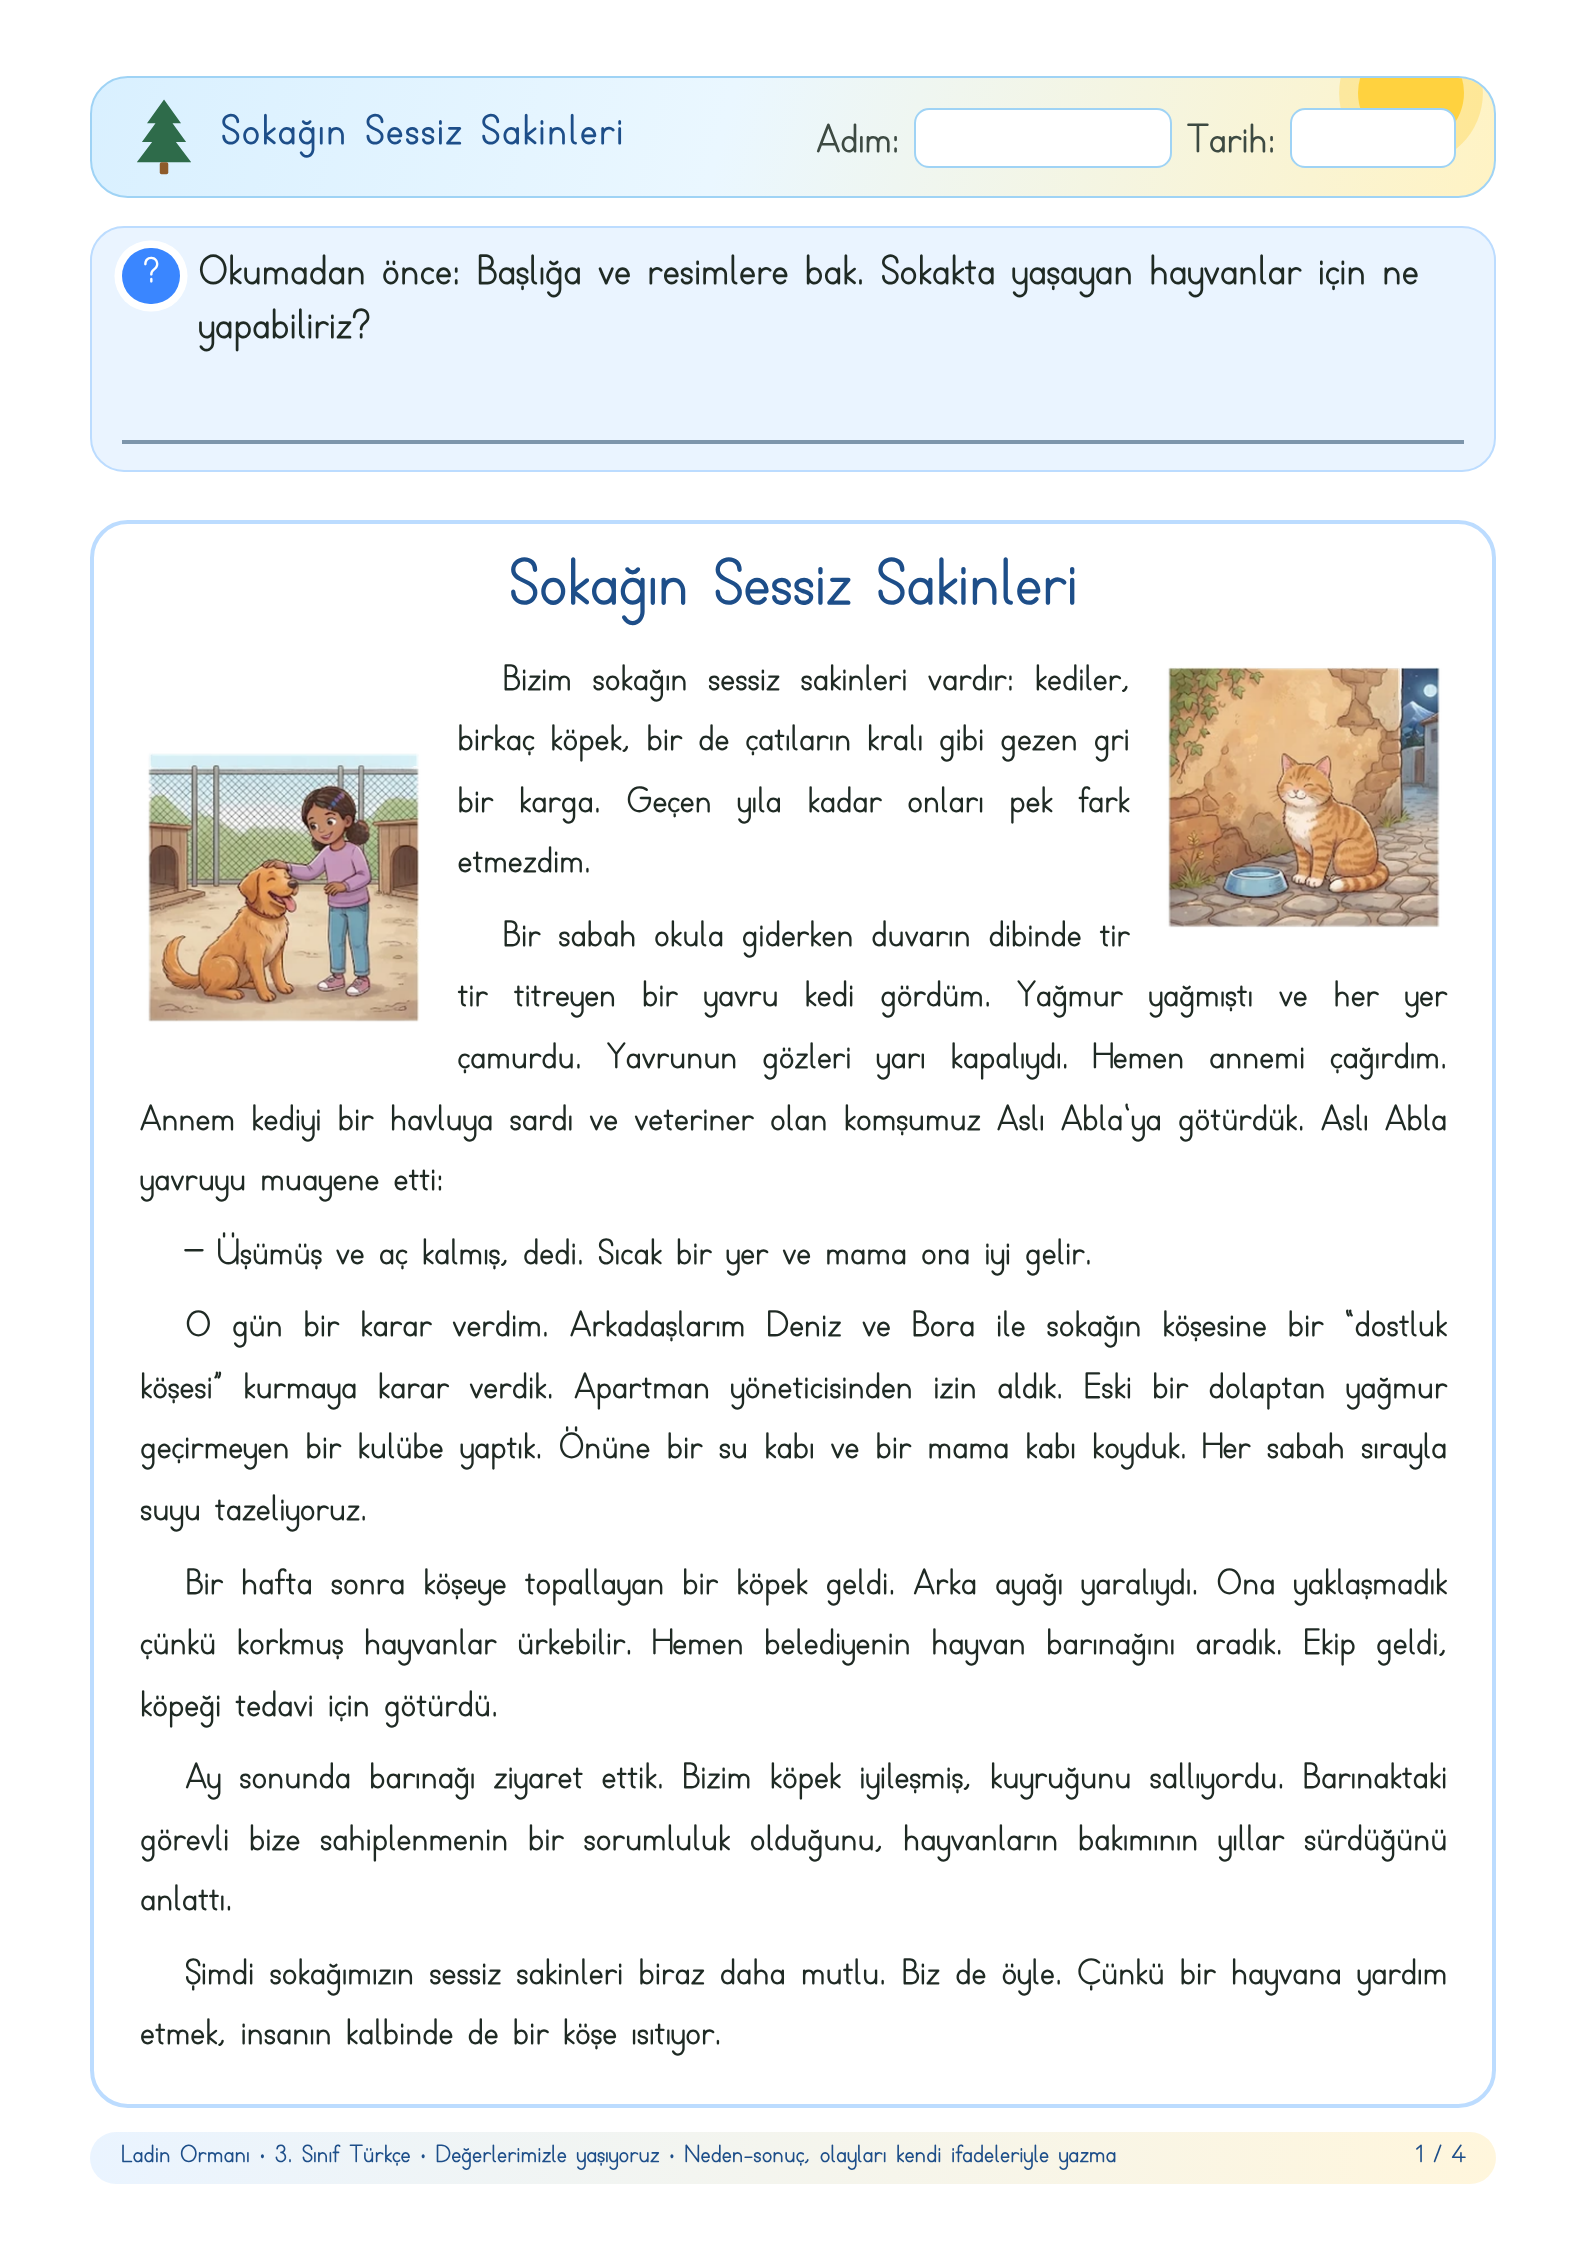 Sokağın Sessiz Sakinleri
Adım:
Tarih:
?
Okumadan önce: Başlığa ve resimlere bak. Sokakta yaşayan hayvanlar için ne
yapabiliriz?
Sokağın Sessiz Sakinleri
Bizim sokağın sessiz sakinleri vardır: kediler,
birkaç köpek, bir de çatıların kralı gibi gezen gri
bir karga. Geçen yıla kadar onları pek fark
etmezdim.
Bir sabah okula giderken duvarın dibinde tir
tir titreyen bir yavru kedi gördüm. Yağmur yağmıştı ve her yer
çamurdu. Yavrunun gözleri yarı kapalıydı. Hemen annemi çağırdım.
Annem kediyi bir havluya sardı ve veteriner olan komşumuz Aslı Abla‘ya götürdük. Aslı Abla
yavruyu muayene etti:
– Üşümüş ve aç kalmış, dedi. Sıcak bir yer ve mama ona iyi gelir.
O gün bir karar verdim. Arkadaşlarım Deniz ve Bora ile sokağın köşesine bir “dostluk
köşesi” kurmaya karar verdik. Apartman yöneticisinden izin aldık. Eski bir dolaptan yağmur
geçirmeyen bir kulübe yaptık. Önüne bir su kabı ve bir mama kabı koyduk. Her sabah sırayla
suyu tazeliyoruz.
Bir hafta sonra köşeye topallayan bir köpek geldi. Arka ayağı yaralıydı. Ona yaklaşmadık
çünkü korkmuş hayvanlar ürkebilir. Hemen belediyenin hayvan barınağını aradık. Ekip geldi,
köpeği tedavi için götürdü.
Ay sonunda barınağı ziyaret ettik. Bizim köpek iyileşmiş, kuyruğunu sallıyordu. Barınaktaki
görevli bize sahiplenmenin bir sorumluluk olduğunu, hayvanların bakımının yıllar sürdüğünü
anlattı.
Şimdi sokağımızın sessiz sakinleri biraz daha mutlu. Biz de öyle. Çünkü bir hayvana yardım
etmek, insanın kalbinde de bir köşe ısıtıyor.
Ladin Ormanı • 3. Sınıf Türkçe • Değerlerimizle yaşıyoruz • Neden-sonuç, olayları kendi ifadeleriyle yazma
1 / 4